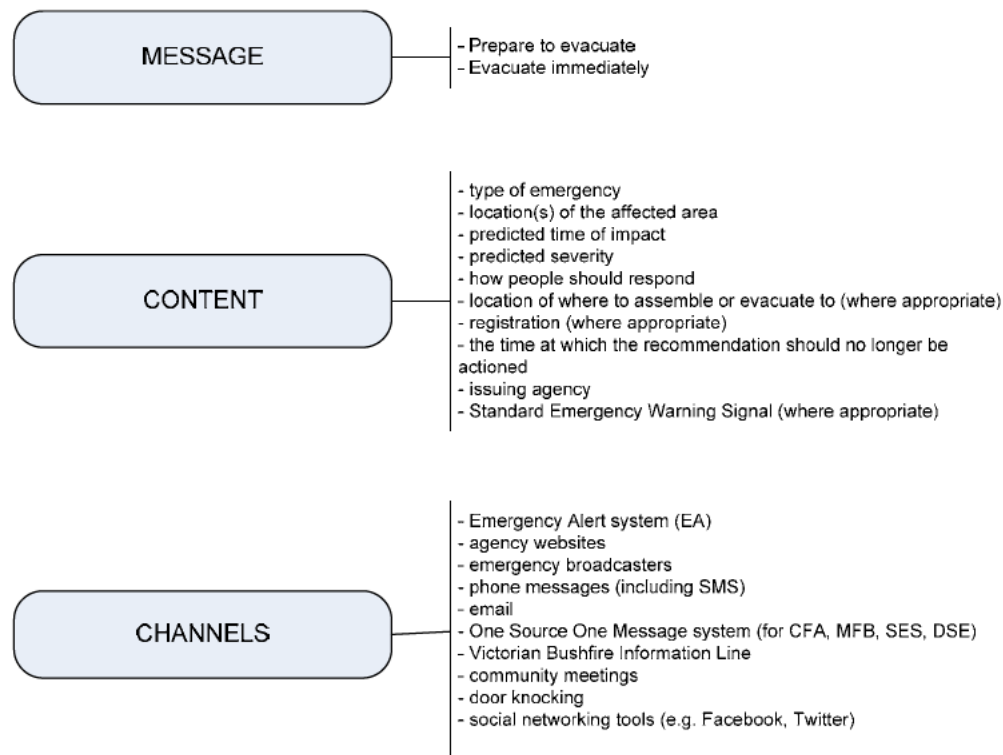 MESSAGE
- Prepare to evacuate
- Evacuate immediately
CONTENT
- type of emergency
- location(s) of the affected area
- predicted time of impact
- predicted severity
- how people should respond
- location of where to assemble or evacuate to (where appropriate)
- registration (where appropriate)
- the time at which the recommendation should no longer be
actioned
- issuing agency
- Standard Emergency Warning Signal (where appropriate)
CHANNELS
- Emergency Alert system (EA)
- agency websites
- emergency broadcasters
- phone messages (including SMS)
- email
- One Source One Message system (for CFA, MFB, SES, DSE)
- Victorian Bushfire Information Line
- community meetings
- door knocking
- social networking tools (e.g. Facebook, Twitter)